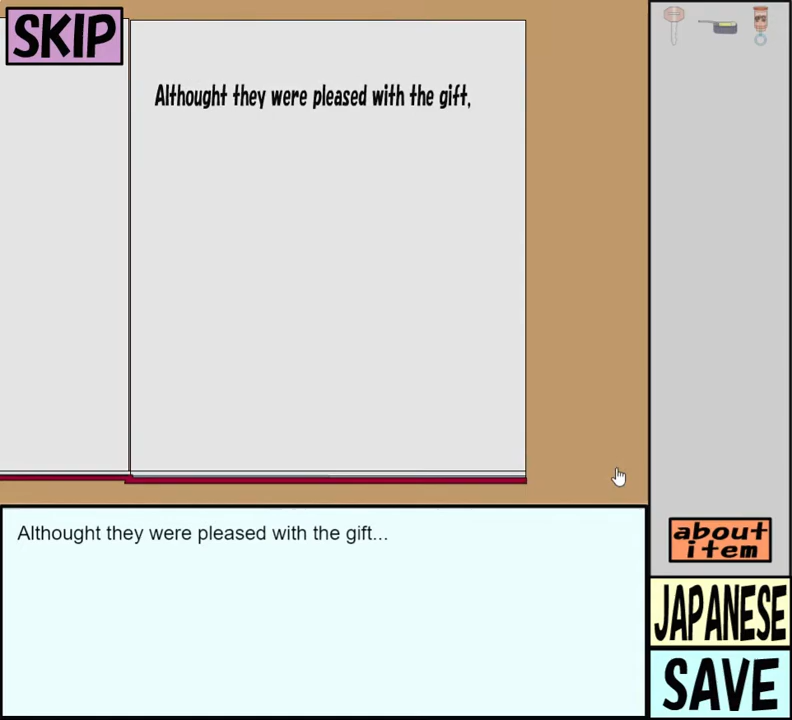 SKIP
Althought they were pleased with the gift,
Althought they were pleased with the gift...
about
item
JAPANESE
SAVE